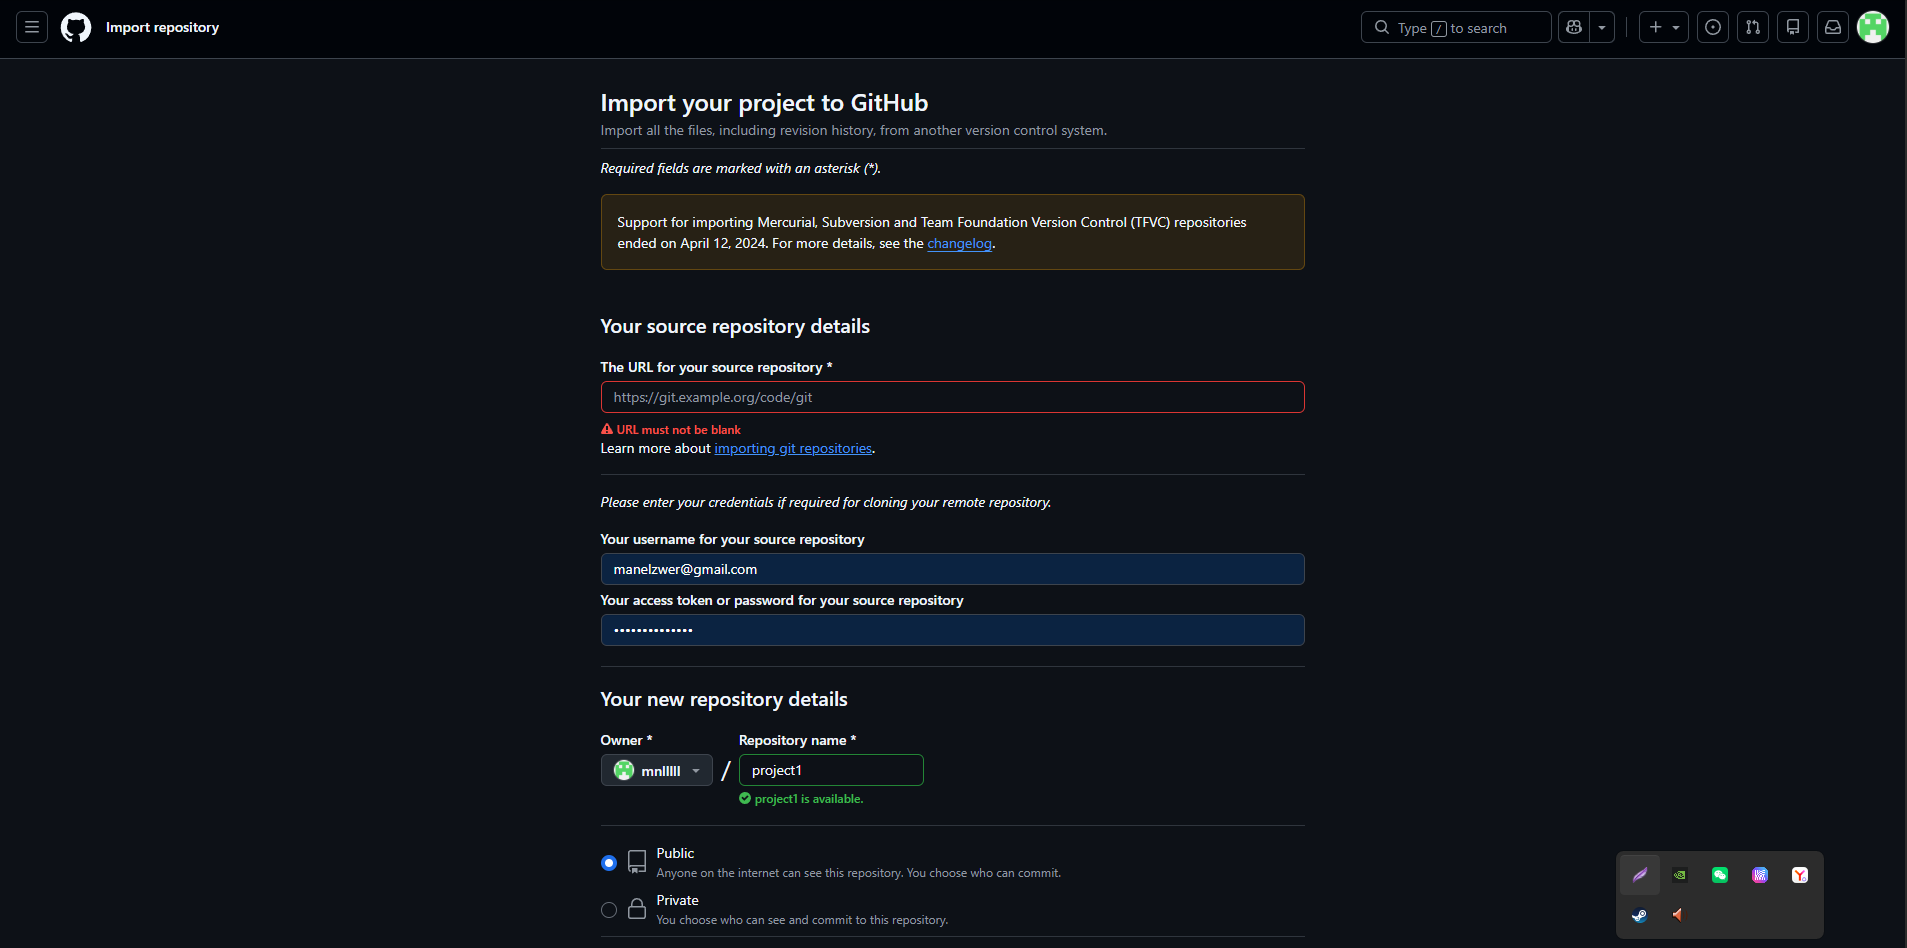 Import repository
Type / to search
Import your project to GitHub
Import all the files, including revision history, from another version control system.
Required fields are marked with an asterisk (*).
Support for importing Mercurial, Subversion and Team Foundation Version Control (TFVC) repositories
ended on April 12, 2024. For more details, see the changelog.
Your source repository details
The URL for your source repository *
https://git.example.org/code/git
URL must not be blank
Learn more about importing git repositories.
Please enter your credentials if required for cloning your remote repository.
Your username for your source repository
manelzwer@gmail.com
Your access token or password for your source repository
••••••••••••••
Your new repository details
Owner *
Repository name *
mnlllll
/
project1
project1 is available.
Public
Anyone on the internet can see this repository. You choose who can commit.
Private
You choose who can see and commit to this repository.